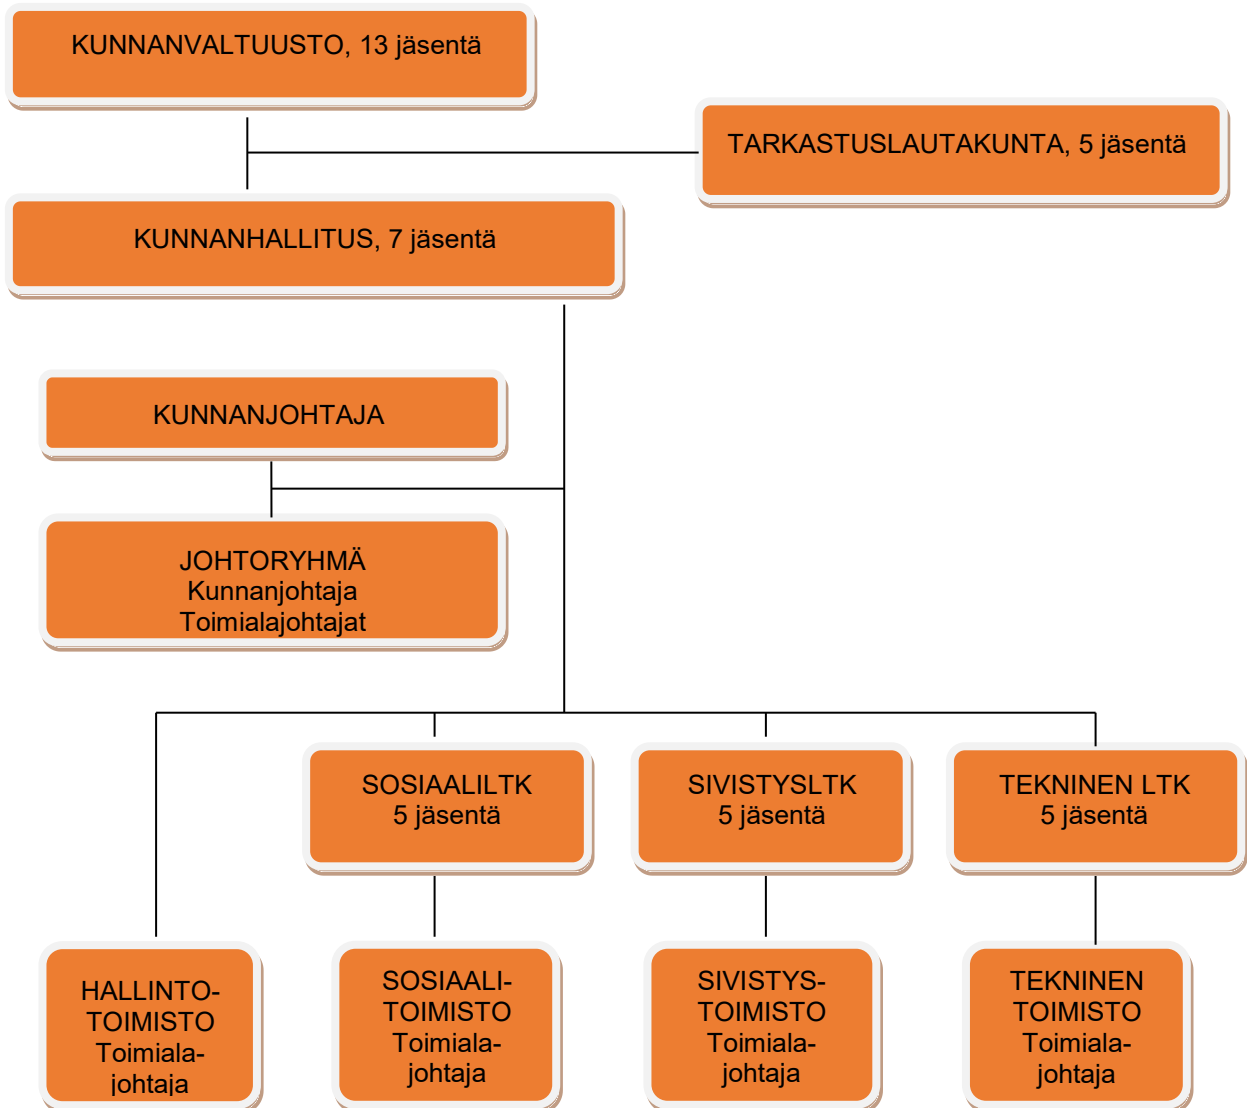 KUNNANVALTUUSTO, 13 jäsentä
TARKASTUSLAUTAKUNTA, 5 jäsentä
KUNNANHALLITUS, 7 jäsentä
KUNNANJOHTAJA
JOHTORYHMÄ
Kunnanjohtaja
Toimialajohtajat
SOSIAALILTK
5 jäsentä
SIVISTYSLTK
5 jäsentä
TEKNINEN LTK
5 jäsentä
HALLINTO-
TOIMISTO
Toimiala-
johtaja
SOSIAALI-
TOIMISTO
Toimiala-
johtaja
SIVISTYS-
TOIMISTO
Toimiala-
johtaja
TEKNINEN
TOIMISTO
Toimiala-
johtaja